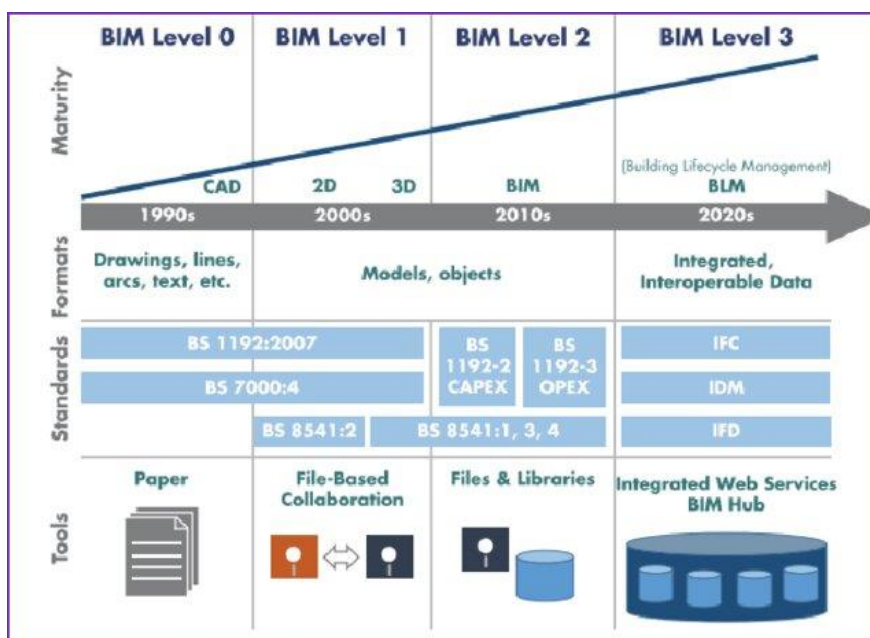 BIM Level 0
BIM Level 1
BIM Level 2
BIM Level 3
Maturity
(Building Lifecycle Management)
CAD
2D
3D
BIM
BLM
1990s
2000s
2010s
2020s
Formats
Drawings, lines,
arcs, text, etc.
Models, objects
Integrated,
Interoperable Data
Standards
BS 1192:2007
BS 7000:4
BS 8541:2
BS 8541:1, 3, 4
BS
1192-2
CAPEX
BS
1192-3
OPEX
IFC
IDM
IFD
Tools
Paper
File-Based
Collaboration
Files & Libraries
Integrated Web Services
BIM Hub